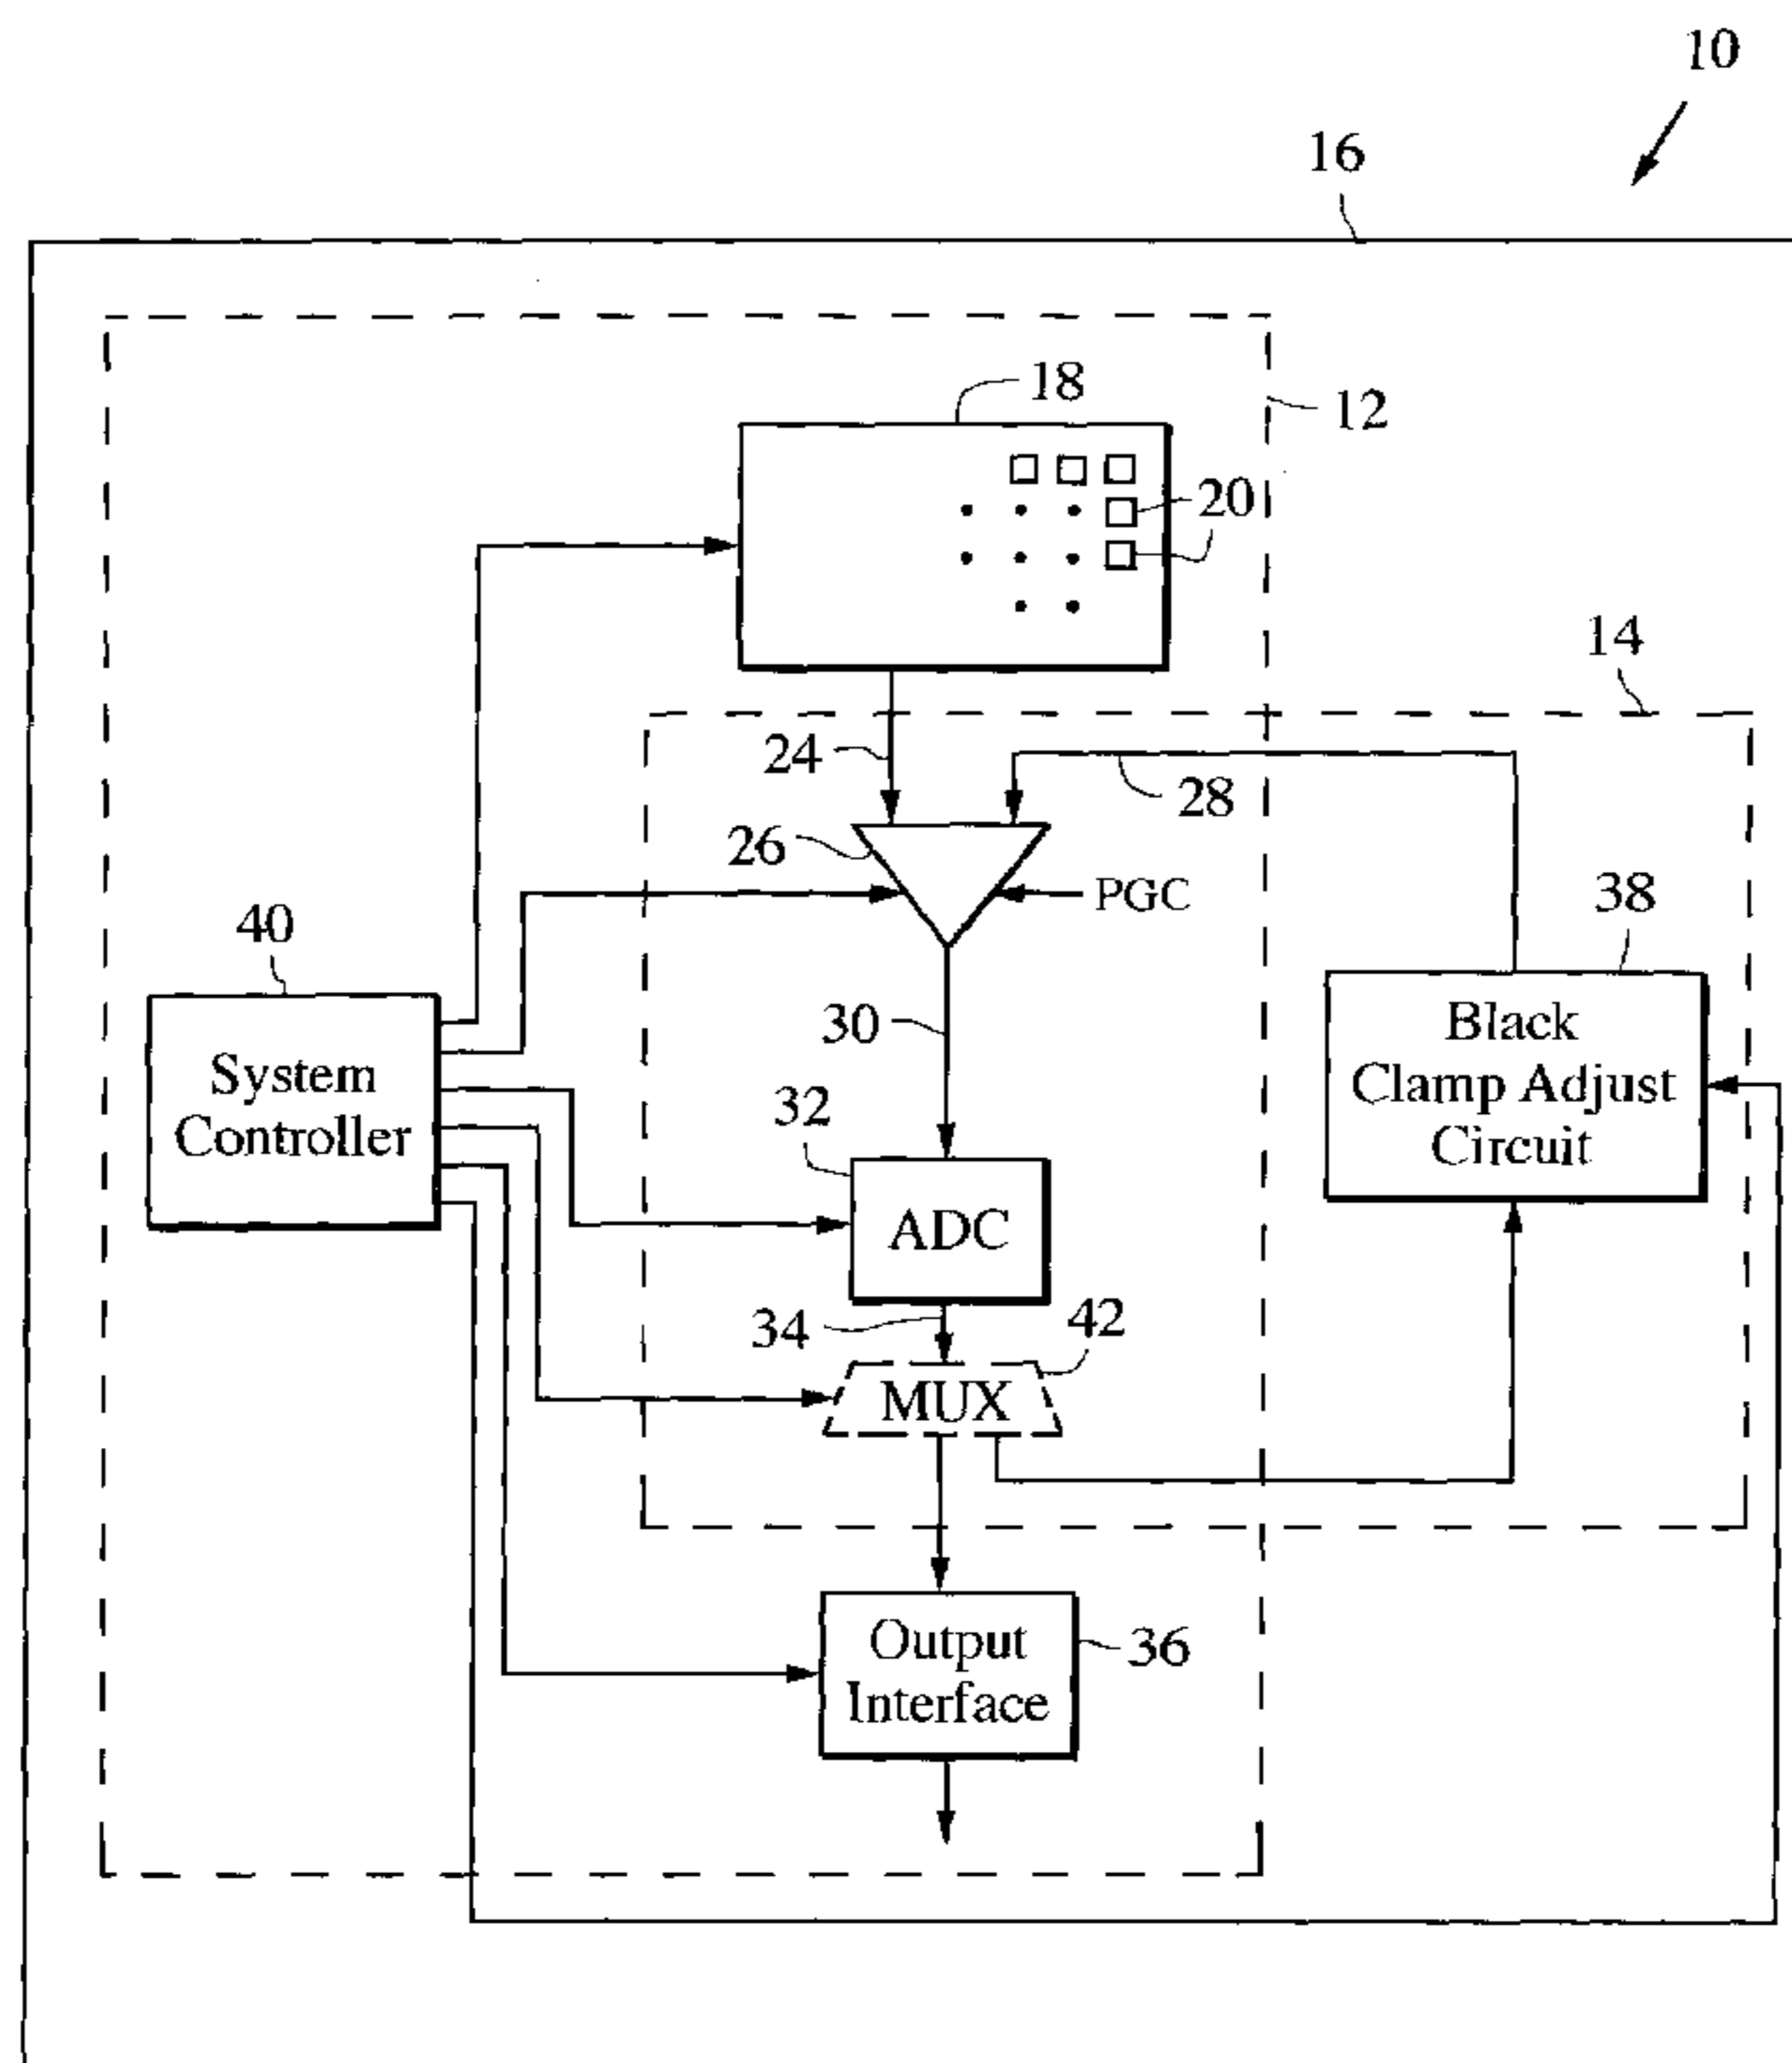 10
16
18
12
20
14
24
28
26
PGC
38
40
Black
Clamp Adjust
Circuit
30
System
Controller
32
ADC
34
42
MUX
Output
Interface
36